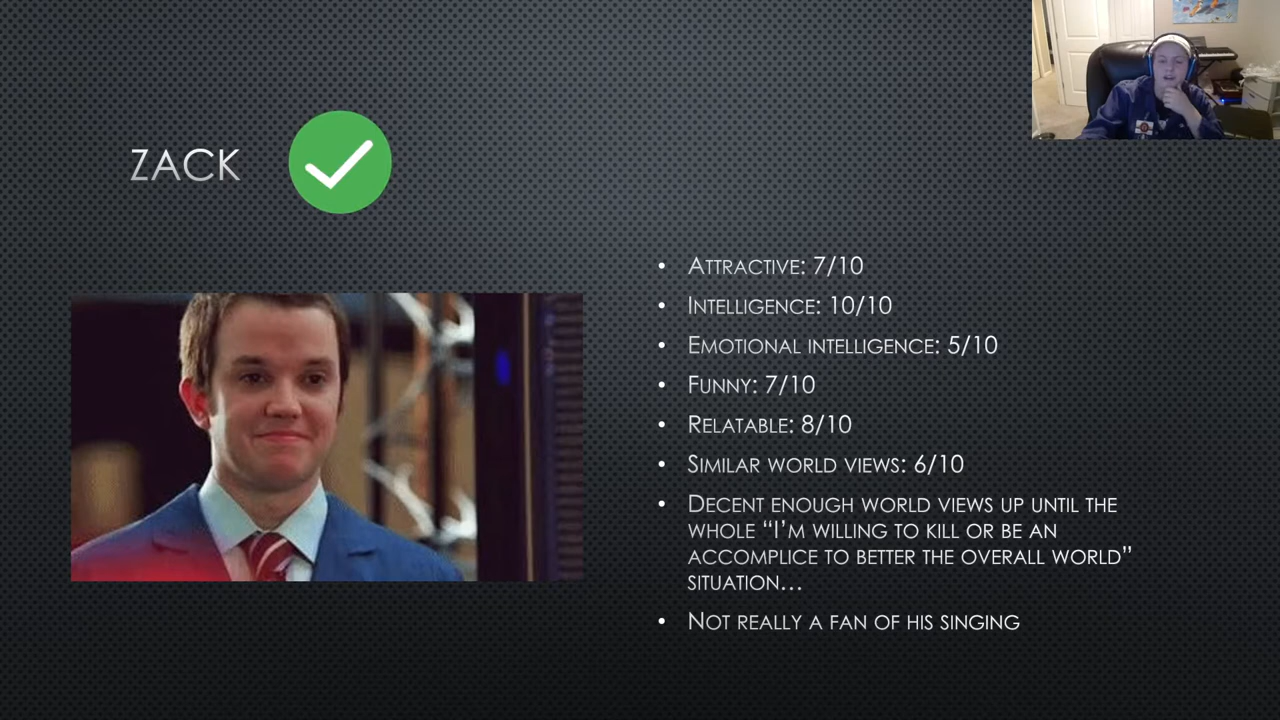 Zack
• Attractive: 7/10
• Intelligence: 10/10
• Emotional intelligence: 5/10
• Funny: 7/10
• Relatable: 8/10
• Similar world views: 6/10
• Decent enough world views up until the
whole “I’m willing to kill or be an
accomplice to better the overall world”
situation…
• Not really a fan of his singing